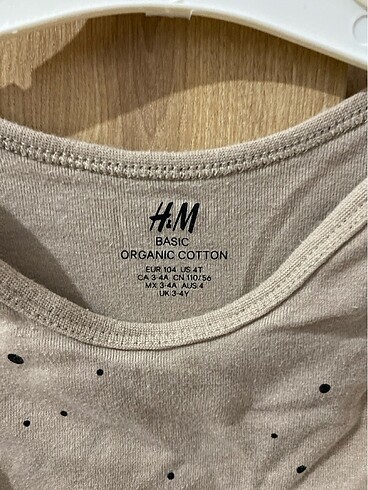 H&M
BASIC
ORGANIC COTTON
EUR 104 US 4T
CA 3-4A CN 110/56
MX 3-4A AUS 4
UK 3-4Y